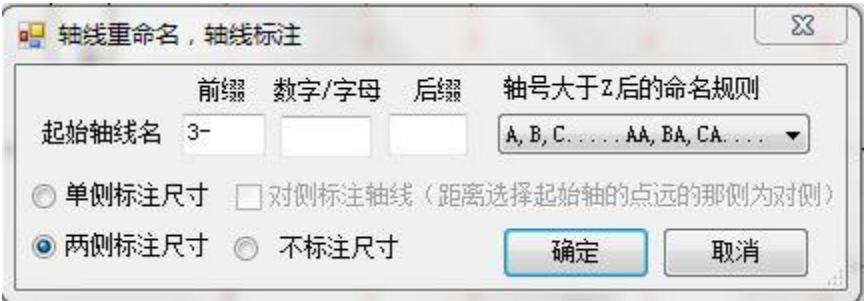 轴线重命名，轴线标注
前缀 数字/字母 后缀 轴号大于Z后的命名规则
起始轴线名 3- A, B, C..... AA, BA, CA....
单侧标注尺寸 对侧标注轴线（距离选择起始轴的点远的那侧为对侧）
两侧标注尺寸 不标注尺寸 确定 取消